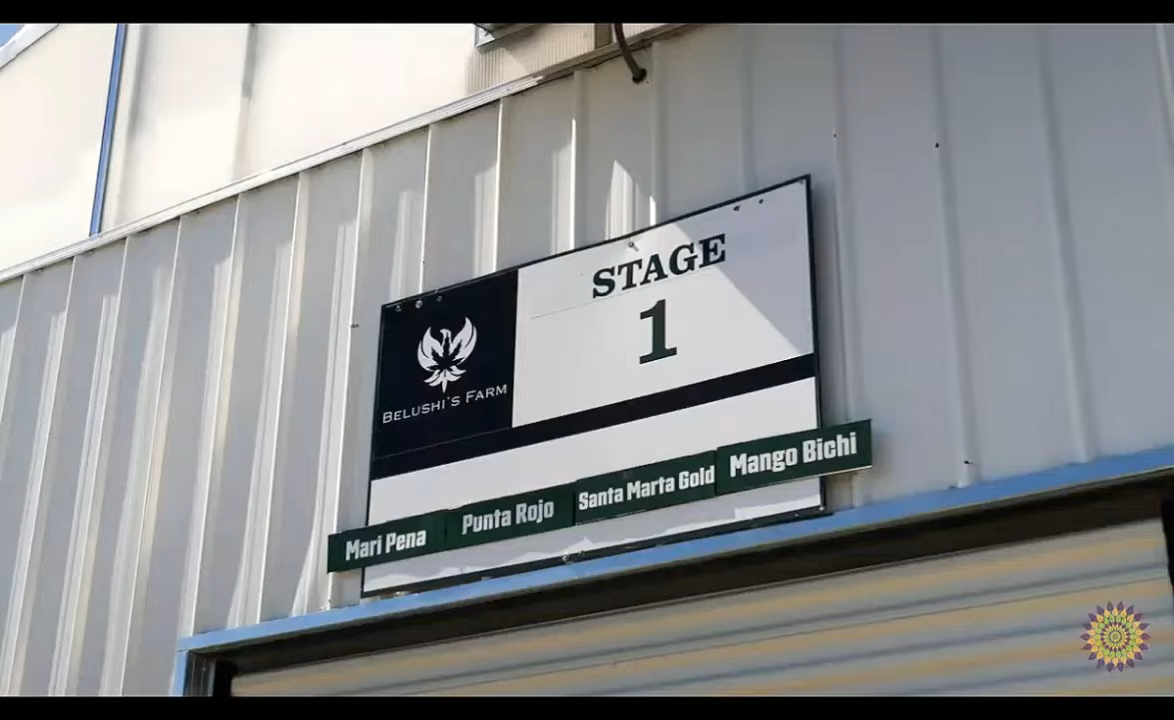 STAGE
1
BELUSHI'S FARM
Mari Pena
Punta Rojo
Santa Marta Gold
Mango Bichi